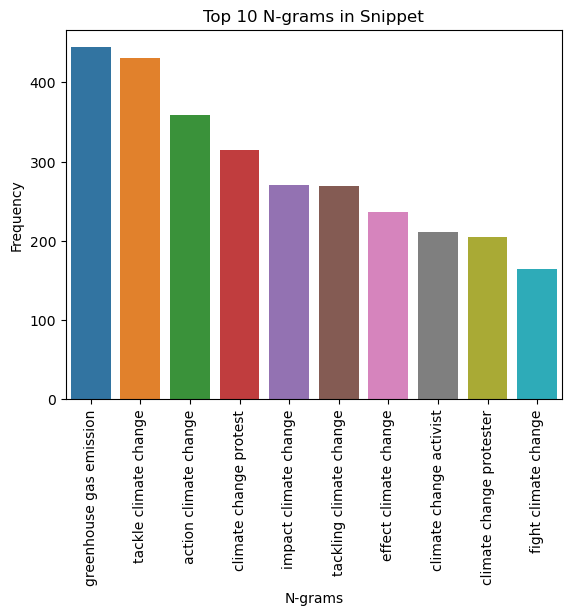 Top 10 N-grams in Snippet
Frequency
400
300
200
100
0
greenhouse gas emission
tackle climate change
action climate change
climate change protest
impact climate change
tackling climate change
effect climate change
climate change activist
climate change protester
fight climate change
N-grams